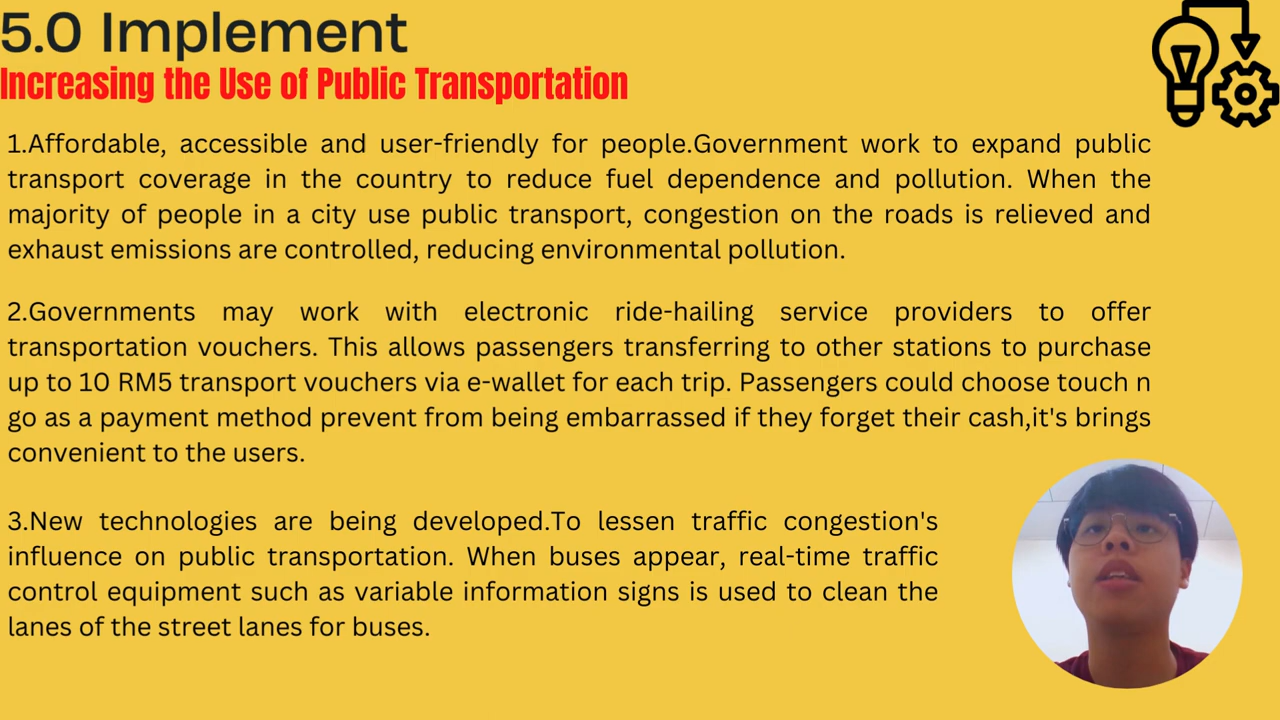 5.0 Implement
Increasing the Use of Public Transportation
1.Affordable, accessible and user-friendly for people.Government work to expand public
transport coverage in the country to reduce fuel dependence and pollution. When the
majority of people in a city use public transport, congestion on the roads is relieved and
exhaust emissions are controlled, reducing environmental pollution.
2.Governments may work with electronic ride-hailing service providers to offer
transportation vouchers. This allows passengers transferring to other stations to purchase
up to 10 RM5 transport vouchers via e-wallet for each trip. Passengers could choose touch n
go as a payment method prevent from being embarrassed if they forget their cash,it's brings
convenient to the users.
3.New technologies are being developed.To lessen traffic congestion's
influence on public transportation. When buses appear, real-time traffic
control equipment such as variable information signs is used to clean the
lanes of the street lanes for buses.